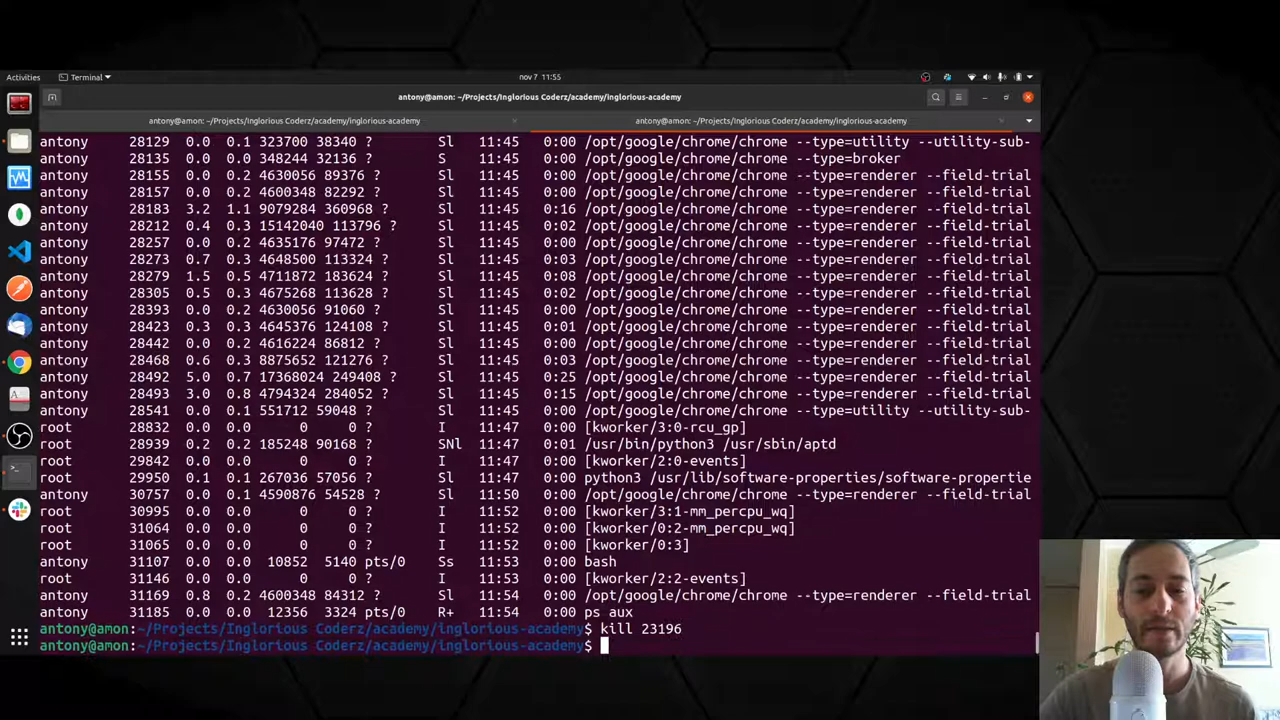 Activities Terminal nov 7 11:55
antony@amon: ~/Projects/Inglorious Coderz/academy/inglorious-academy
antony@amon: ~/Projects/Inglorious Coderz/academy/inglorious-academy antony@amon: ~/Projects/Inglorious Coderz/academy/inglorious-academy
antony 28129 0.0 0.1 323700 38340 ? Sl 11:45 0:00 /opt/google/chrome/chrome --type=utility --utility-sub-
antony 28135 0.0 0.0 348244 32136 ? S 11:45 0:00 /opt/google/chrome/chrome --type=broker
antony 28155 0.0 0.2 4630056 89376 ? Sl 11:45 0:00 /opt/google/chrome/chrome --type=renderer --field-trial
antony 28157 0.0 0.2 4600348 82292 ? Sl 11:45 0:00 /opt/google/chrome/chrome --type=renderer --field-trial
antony 28183 3.2 1.1 9079284 360968 ? Sl 11:45 0:16 /opt/google/chrome/chrome --type=renderer --field-trial
antony 28212 0.4 0.3 15142040 113796 ? Sl 11:45 0:02 /opt/google/chrome/chrome --type=renderer --field-trial
antony 28257 0.0 0.2 4635176 97472 ? Sl 11:45 0:00 /opt/google/chrome/chrome --type=renderer --field-trial
antony 28273 0.7 0.3 4648500 113324 ? Sl 11:45 0:03 /opt/google/chrome/chrome --type=renderer --field-trial
antony 28279 1.5 0.5 4711872 183624 ? Sl 11:45 0:08 /opt/google/chrome/chrome --type=renderer --field-trial
antony 28305 0.5 0.3 4675268 113628 ? Sl 11:45 0:02 /opt/google/chrome/chrome --type=renderer --field-trial
antony 28393 0.0 0.2 4630056 91060 ? Sl 11:45 0:00 /opt/google/chrome/chrome --type=renderer --field-trial
antony 28423 0.3 0.3 4645376 124108 ? Sl 11:45 0:01 /opt/google/chrome/chrome --type=renderer --field-trial
antony 28442 0.0 0.2 4616224 86812 ? Sl 11:45 0:00 /opt/google/chrome/chrome --type=renderer --field-trial
antony 28468 0.6 0.3 8875652 121276 ? Sl 11:45 0:03 /opt/google/chrome/chrome --type=renderer --field-trial
antony 28492 5.0 0.7 17368024 249408 ? Sl 11:45 0:25 /opt/google/chrome/chrome --type=renderer --field-trial
antony 28493 3.0 0.8 4794324 284052 ? Sl 11:45 0:15 /opt/google/chrome/chrome --type=renderer --field-trial
antony 28541 0.0 0.1 551712 59048 ? Sl 11:45 0:00 /opt/google/chrome/chrome --type=utility --utility-sub-
root 28832 0.0 0.0 0 0 ? I 11:47 0:00 [kworker/3:0-rcu_gp]
root 28939 0.2 0.2 185248 90168 ? SNl 11:47 0:01 /usr/bin/python3 /usr/sbin/aptd
root 29842 0.0 0.0 0 0 ? I 11:47 0:00 [kworker/2:0-events]
root 29950 0.1 0.1 267036 57056 ? Sl 11:47 0:00 python3 /usr/lib/software-properties/software-propertie
antony 30757 0.0 0.1 4590876 54528 ? Sl 11:50 0:00 /opt/google/chrome/chrome --type=renderer --field-trial
root 30995 0.0 0.0 0 0 ? I 11:52 0:00 [kworker/3:1-mm_percpu_wq]
root 31064 0.0 0.0 0 0 ? I 11:52 0:00 [kworker/0:2-mm_percpu_wq]
root 31065 0.0 0.0 0 0 ? I 11:52 0:00 [kworker/0:3]
antony 31107 0.0 0.0 10852 5140 pts/0 Ss 11:53 0:00 bash
root 31146 0.0 0.0 0 0 ? I 11:53 0:00 [kworker/2:2-events]
antony 31169 0.8 0.2 4600348 84312 ? Sl 11:54 0:00 /opt/google/chrome/chrome --type=renderer --field-trial
antony 31185 0.0 0.0 12356 3324 pts/0 R+ 11:54 0:00 ps aux
antony@amon:~/Projects/Inglorious Coderz/academy/inglorious-academy$ kill 23196
antony@amon:~/Projects/Inglorious Coderz/academy/inglorious-academy$